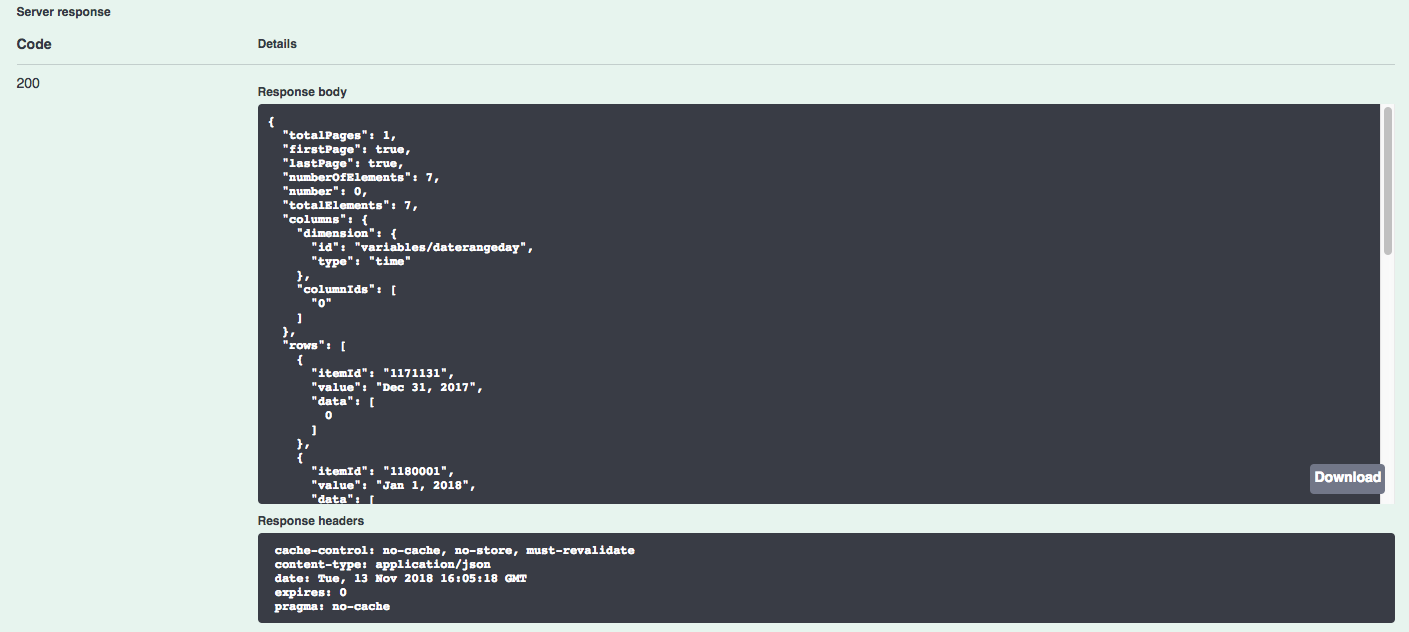 Server response
Code
Details
200
Response body
{
  "totalPages": 1,
  "firstPage": true,
  "lastPage": true,
  "numberOfElements": 7,
  "number": 0,
  "totalElements": 7,
  "columns": {
    "dimension": {
      "id": "variables/daterangeday",
      "type": "time"
    },
    "columnIds": [
      "0"
    ]
  },
  "rows": [
    {
      "itemId": "1171131",
      "value": "Dec 31, 2017",
      "data": [
        0
      ]
    },
    {
      "itemId": "1180001",
      "value": "Jan 1, 2018",
      "data": [
Download
Response headers
cache-control: no-cache, no-store, must-revalidate
content-type: application/json
date: Tue, 13 Nov 2018 16:05:18 GMT
expires: 0
pragma: no-cache